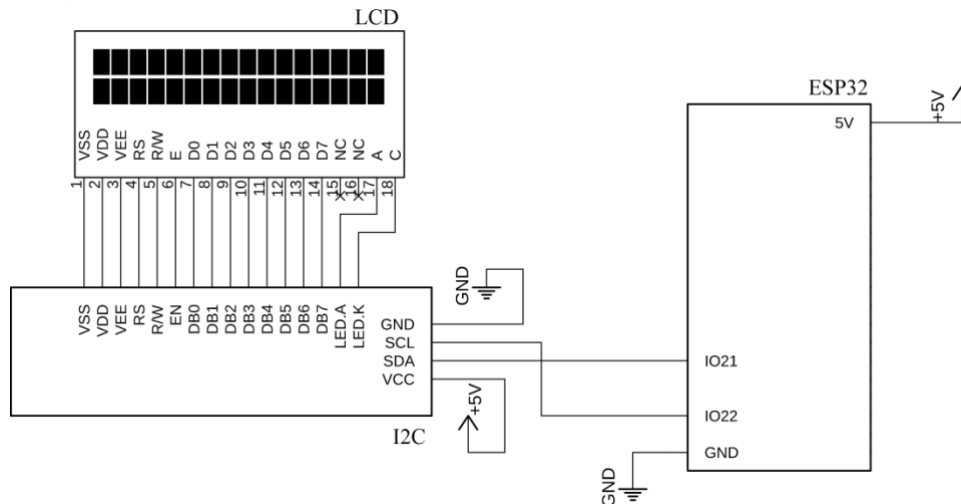 LCD
VSS VDD VEE RS R/W E D0 D1 D2 D3 D4 D5 D6 D7 NC NC A C
1 2 3 4 5 6 7 8 9 10 11 12 13 14 15 16 17 18
VSS VDD VEE RS R/W EN DB0 DB1 DB2 DB3 DB4 DB5 DB6 DB7 LED.A LED.K
GND
SCL
SDA
VCC
I2C
GND
+5V
ESP32
5V
+5V
IO21
IO22
GND
GND